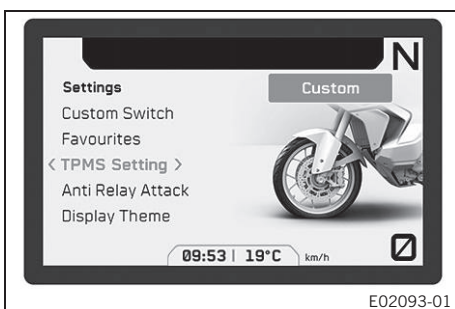 N
Settings
Custom
Custom Switch
Favourites
< TPMS Setting >
Anti Relay Attack
Display Theme
09:53 | 19°C km/h
0
E02093-01